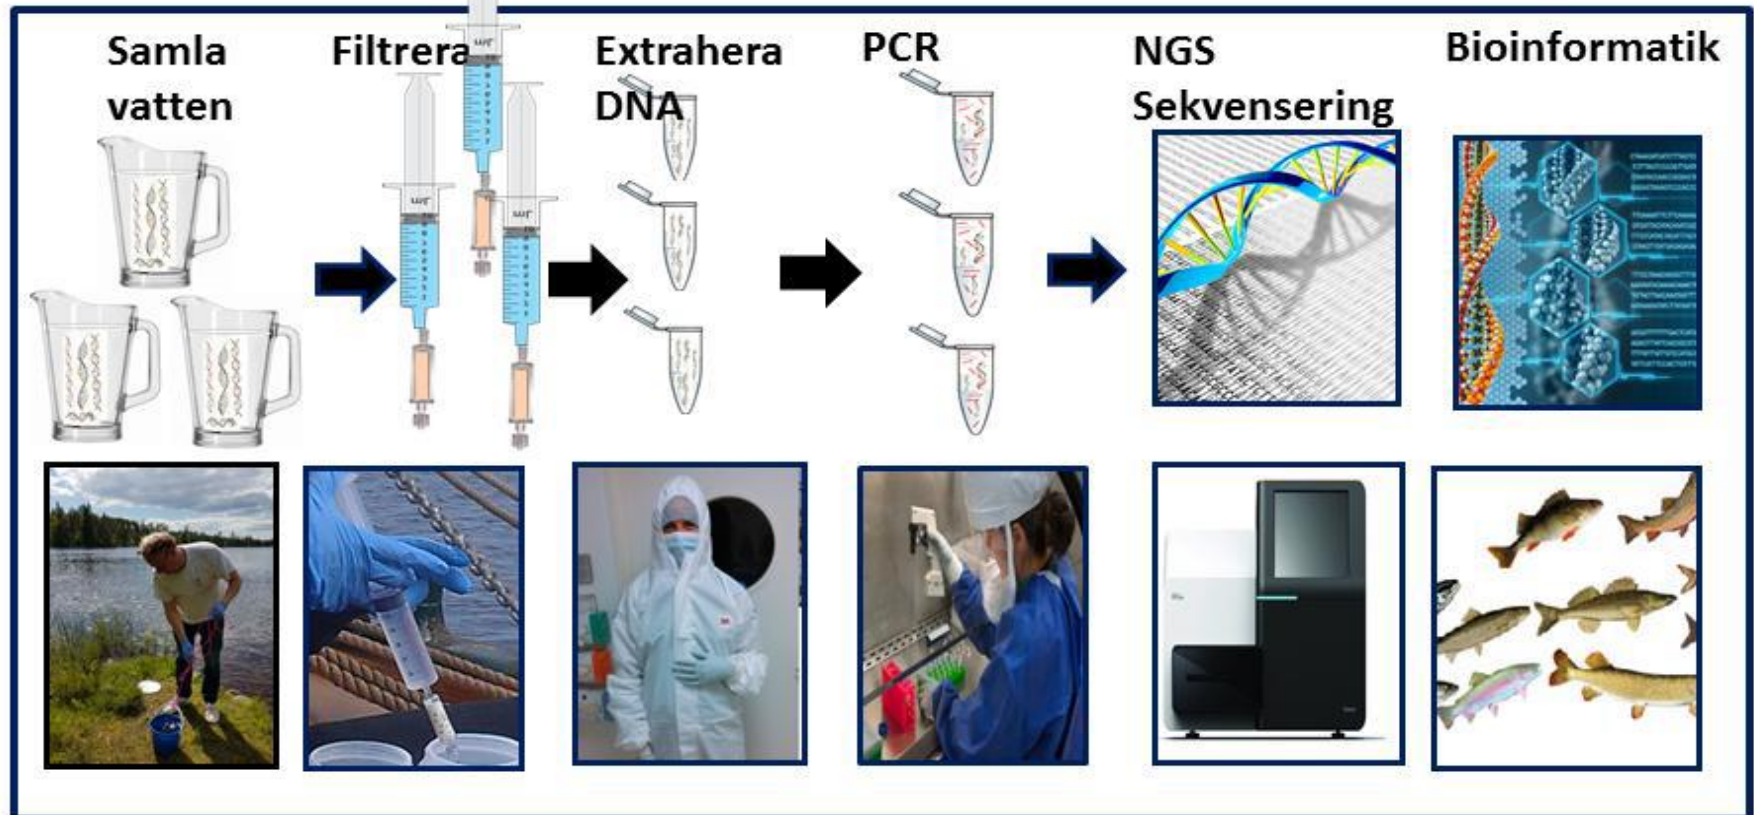 Samla
vatten
Filtrera
Extrahera
DNA
PCR
NGS
Sekvensering
Bioinformatik